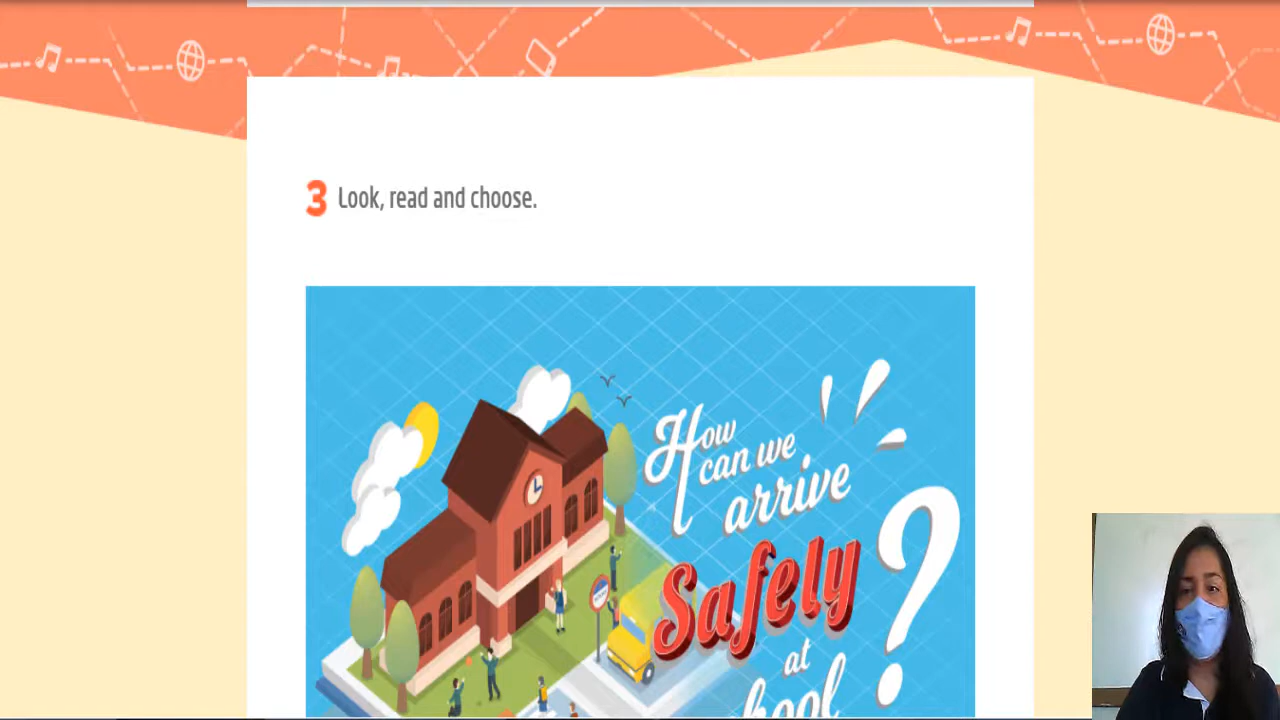 3 Look, read and choose.
How
can we
arrive
Safely
at
?